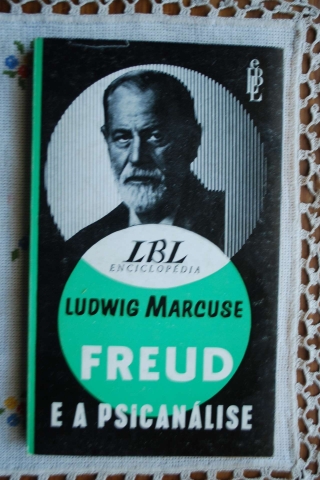 LBL
ENCICLOPÉDIA
LUDWIG MARCUSE
FREUD
E A PSICANÁLISE